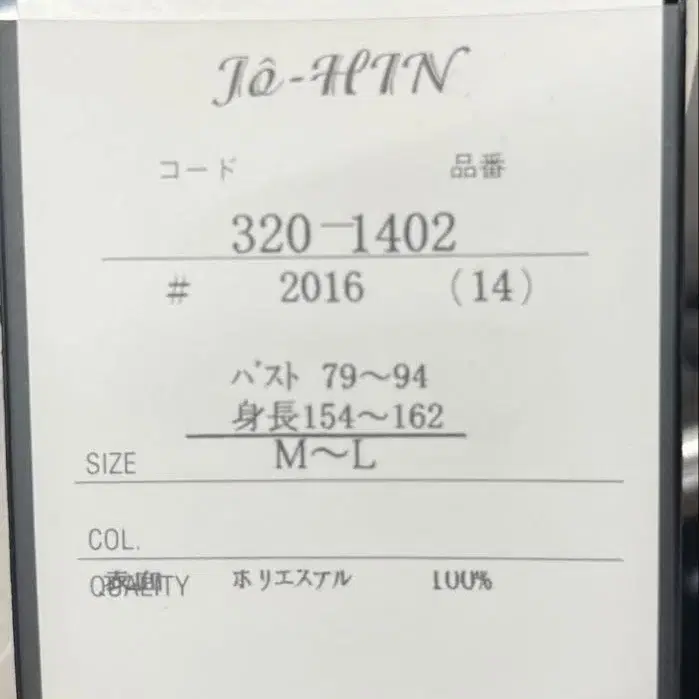 Jô-HIN
コード 品番
320-1402
# 2016 (14)
バスト 79〜94
身長154〜162
SIZE M〜L
COL.
QUALITY ポリエステル 100%